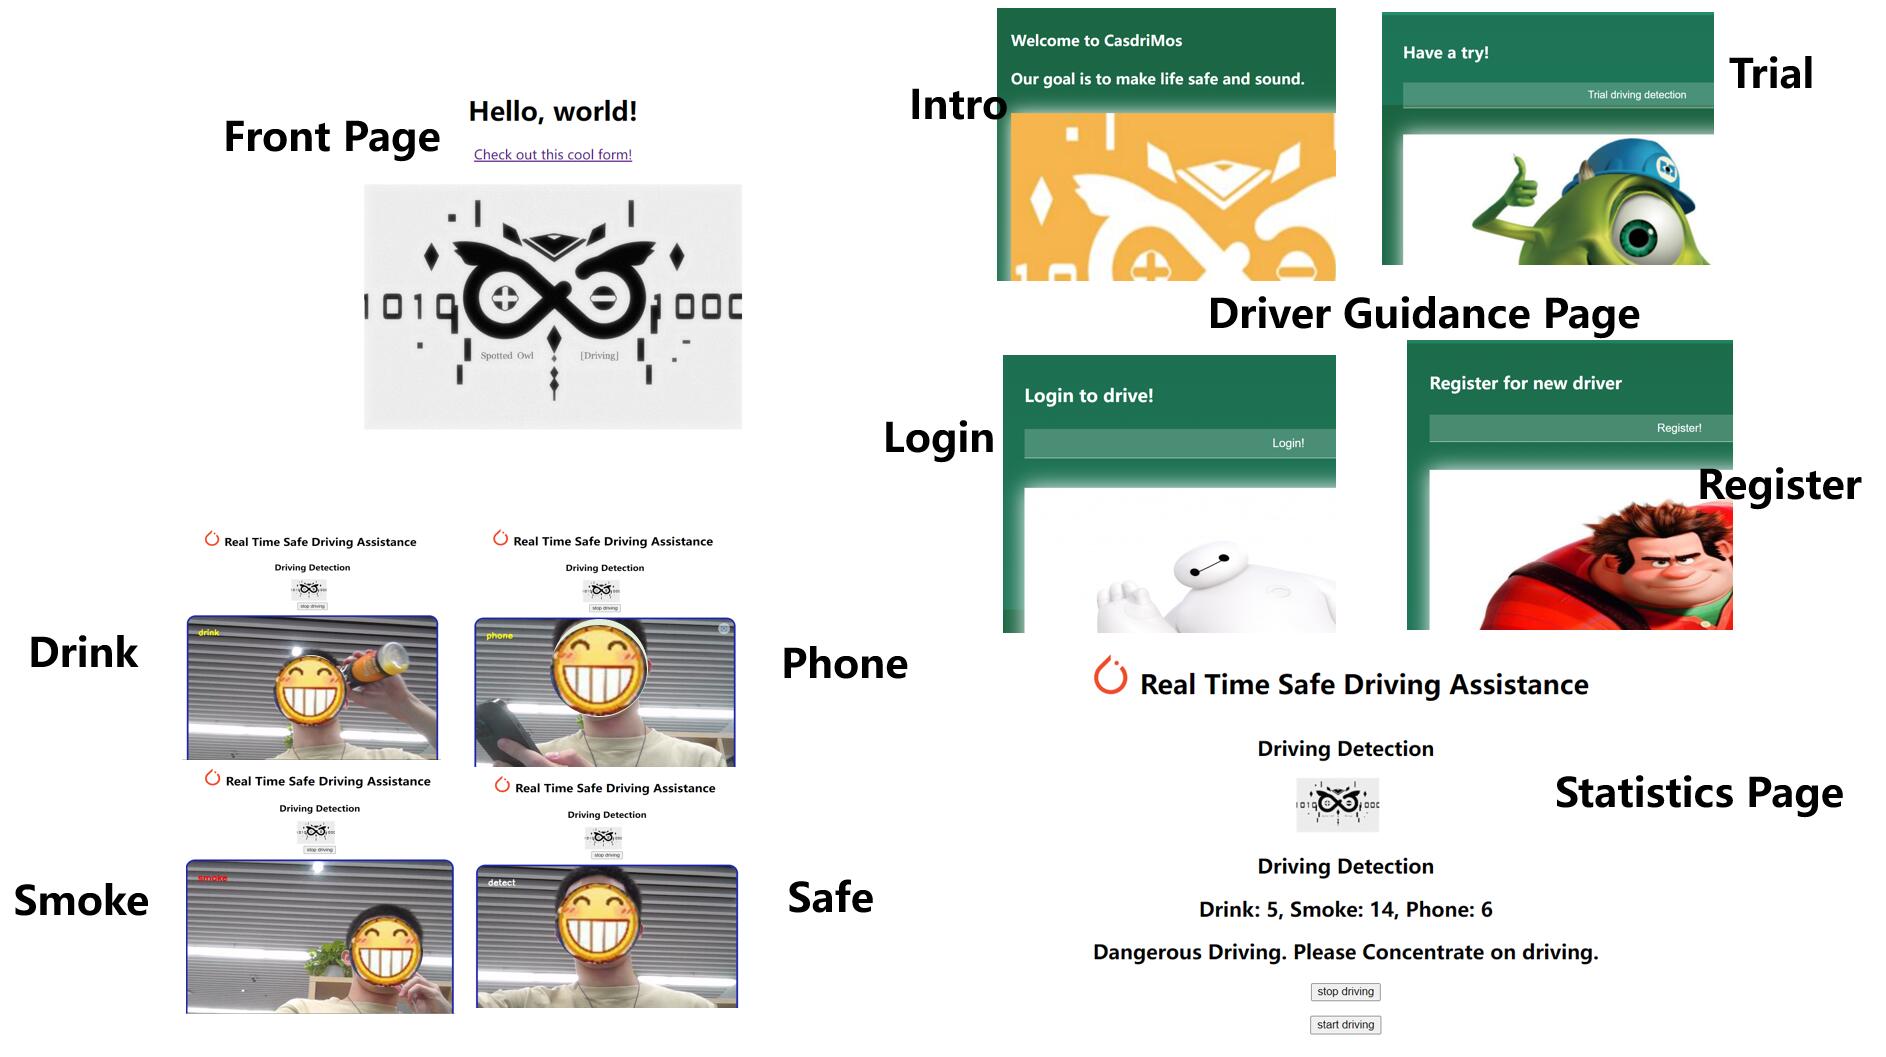 Front Page
Hello, world!
Check out this cool form!
1010 1000
Spotted Owl [Driving]
Intro
Welcome to CasdriMos
Our goal is to make life safe and sound.
10
Trial
Have a try!
Trial driving detection
Driver Guidance Page
Login
Login to drive!
Login!
Register
Register for new driver
Register!
Drink
Real Time Safe Driving Assistance
Driving Detection
stop driving
drink
Phone
Real Time Safe Driving Assistance
Driving Detection
stop driving
phone
Smoke
Real Time Safe Driving Assistance
Driving Detection
stop driving
smoke
Safe
Real Time Safe Driving Assistance
Driving Detection
stop driving
detect
Statistics Page
Real Time Safe Driving Assistance
Driving Detection
Driving Detection
Drink: 5, Smoke: 14, Phone: 6
Dangerous Driving. Please Concentrate on driving.
stop driving
start driving